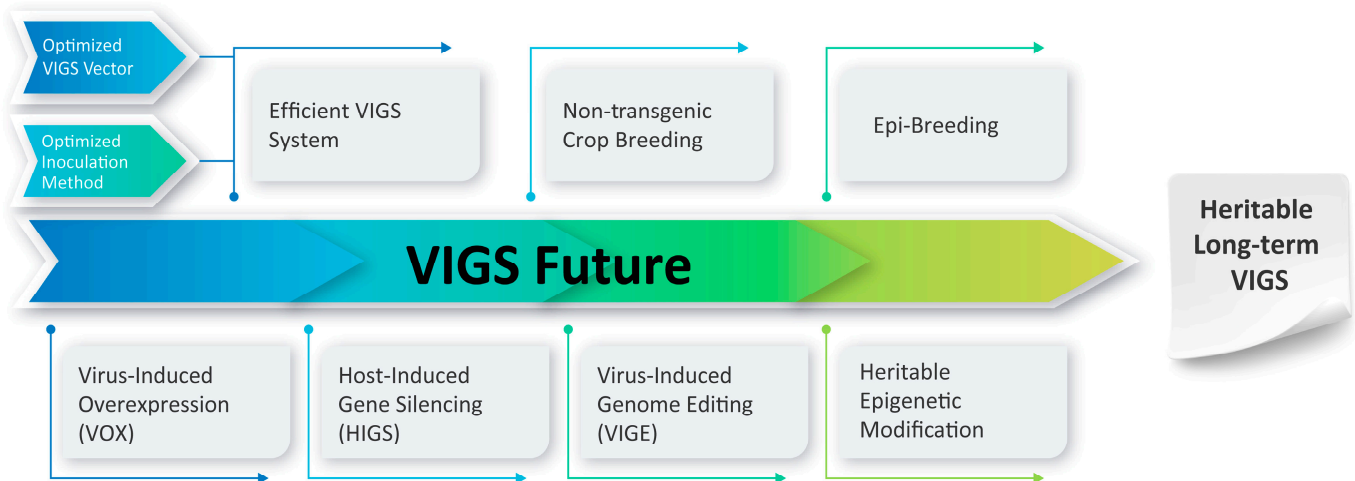 Optimized
VIGS Vector
Optimized
Inoculation
Method
Efficient VIGS
System
Non-transgenic
Crop Breeding
Epi-Breeding
VIGS Future
Heritable
Long-term
VIGS
Virus-Induced
Overexpression
(VOX)
Host-Induced
Gene Silencing
(HIGS)
Virus-Induced
Genome Editing
(VIGE)
Heritable
Epigenetic
Modification